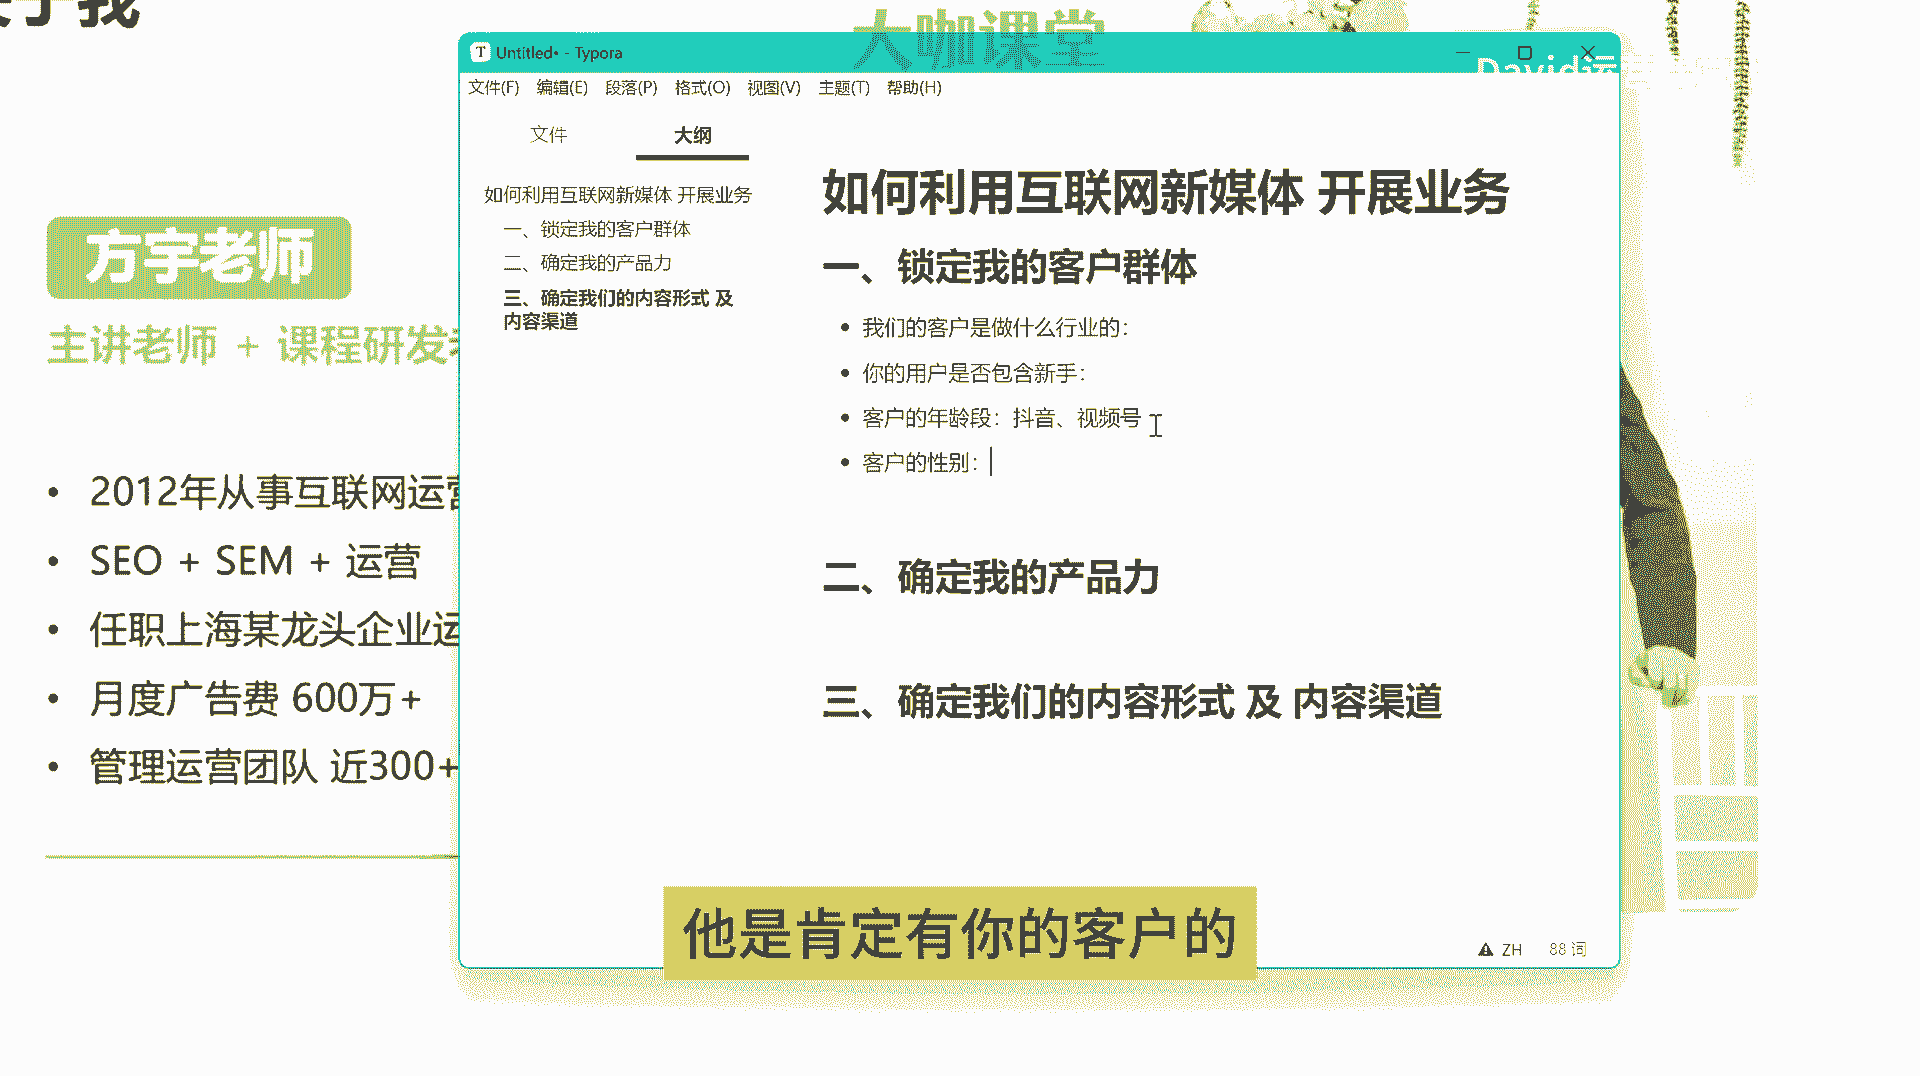 于我
大咖课堂
方宇老师
主讲老师 + 课程研发
• 2012年从事互联网运营
• SEO + SEM + 运营
• 任职上海某龙头企业运
• 月度广告费 600万+
• 管理运营团队 近300+
Untitled• - Typora
David运
文件(F) 编辑(E) 段落(P) 格式(O) 视图(V) 主题(T) 帮助(H)
文件 大纲
如何利用互联网新媒体 开展业务
一、锁定我的客户群体
二、确定我的产品力
三、确定我们的内容形式 及
内容渠道
如何利用互联网新媒体 开展业务
一、锁定我的客户群体
• 我们的客户是做什么行业的：
• 你的用户是否包含新手：
• 客户的年龄段：抖音、视频号
• 客户的性别：
二、确定我的产品力
三、确定我们的内容形式 及 内容渠道
ZH 88 词
他是肯定有你的客户的